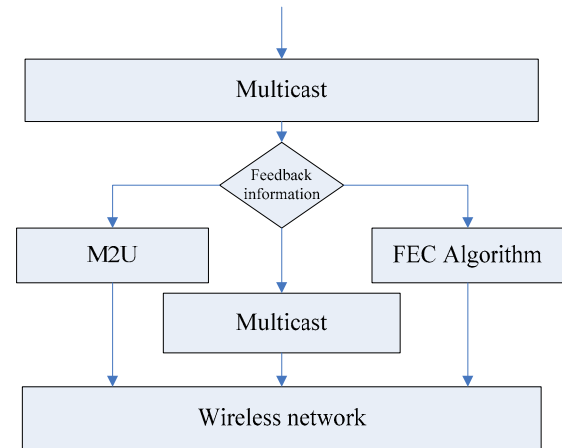 Multicast
Feedback
information
M2U
FEC Algorithm
Multicast
Wireless network